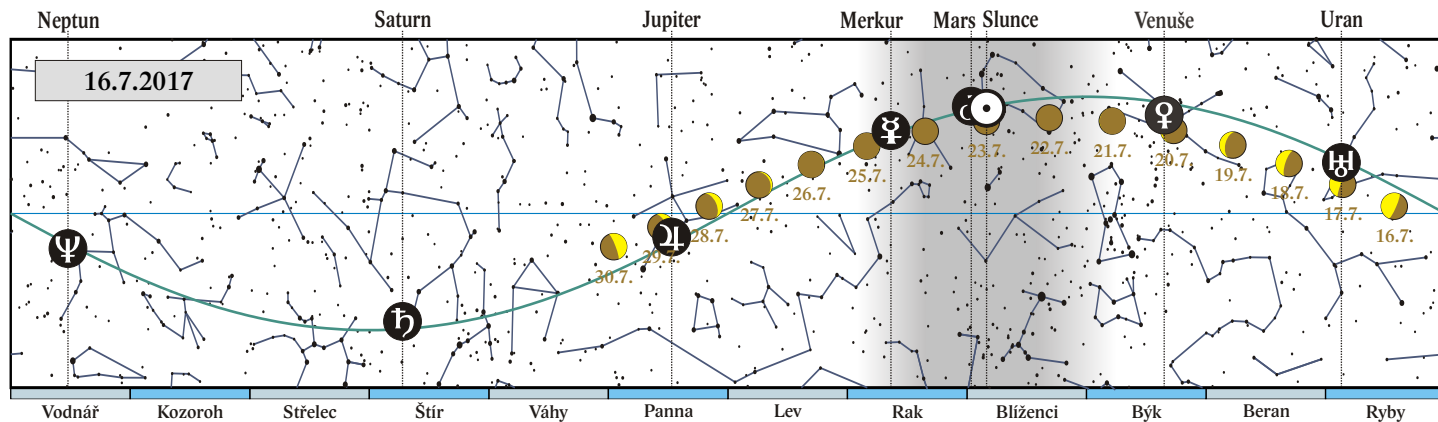 Neptun Saturn Jupiter Merkur Mars Slunce Venuše Uran
16.7.2017
30.7. 29.7. 28.7. 27.7. 26.7. 25.7. 24.7. 23.7. 22.7. 21.7. 20.7. 19.7. 18.7. 17.7. 16.7.
Vodnář Kozoroh Střelec Štír Váhy Panna Lev Rak Blíženci Býk Beran Ryby